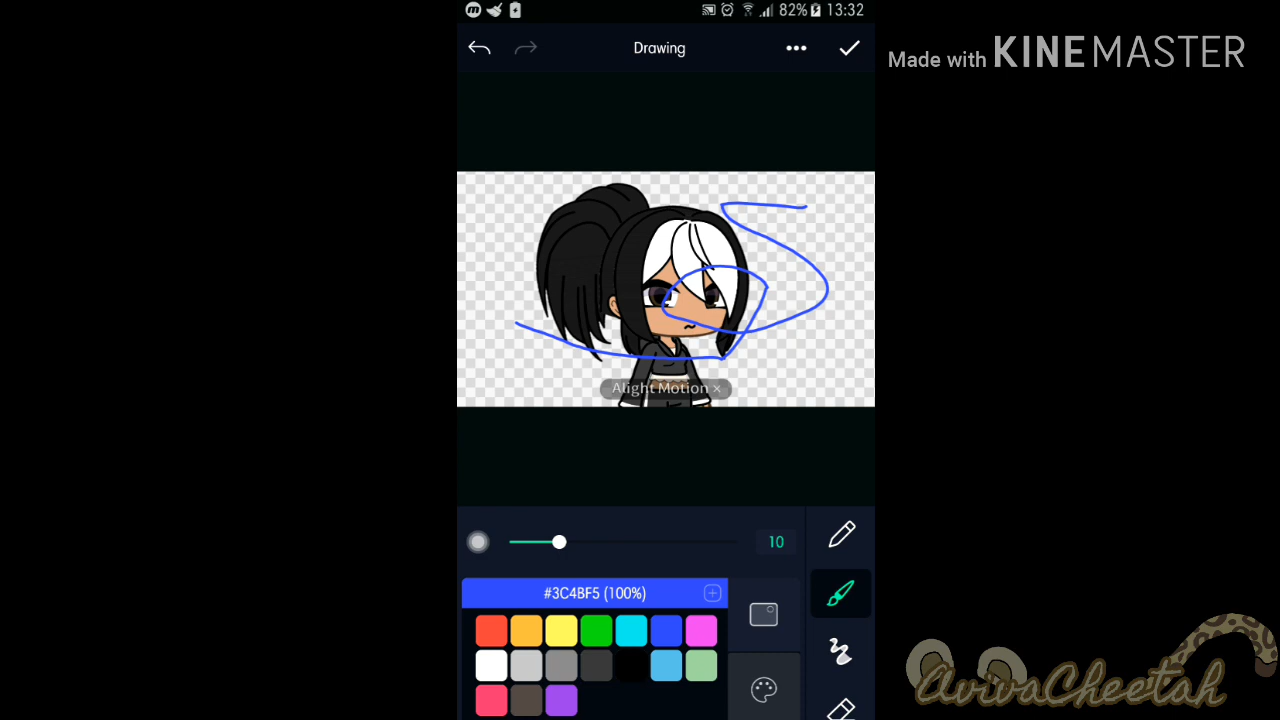 82% 13:32
Drawing
Made with KINEMASTER
Alight Motion ×
10
#3C4BF5 (100%)
AvivaCheetah